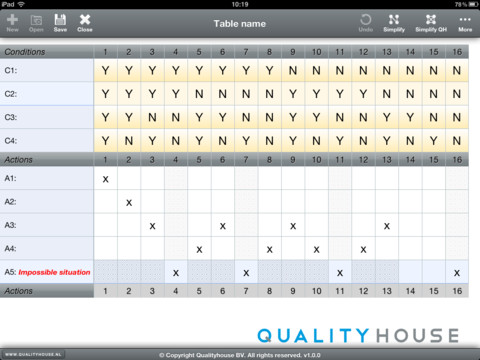 iPad 10:19 78 %
New Open Save Close Table name Undo Simplify Simplify QH More
Conditions 1 2 3 4 5 6 7 8 9 10 11 12 13 14 15 16
C1: Y Y Y Y Y Y Y Y N N N N N N N N
C2: Y Y Y Y N N N N Y Y Y Y N N N N
C3: Y Y N N Y Y N N Y Y N N Y Y N N
C4: Y N Y N Y N Y N Y N Y N Y N Y N
Actions 1 2 3 4 5 6 7 8 9 10 11 12 13 14 15 16
A1: x
A2: x
A3: x x x x
A4: x x x x
A5: Impossible situation x x x x
Actions 1 2 3 4 5 6 7 8 9 10 11 12 13 14 15 16
QUALITYHOUSE
WWW.QUALITYHOUSE.NL © Copyright Qualityhouse BV. All rights reserved. v1.0.0